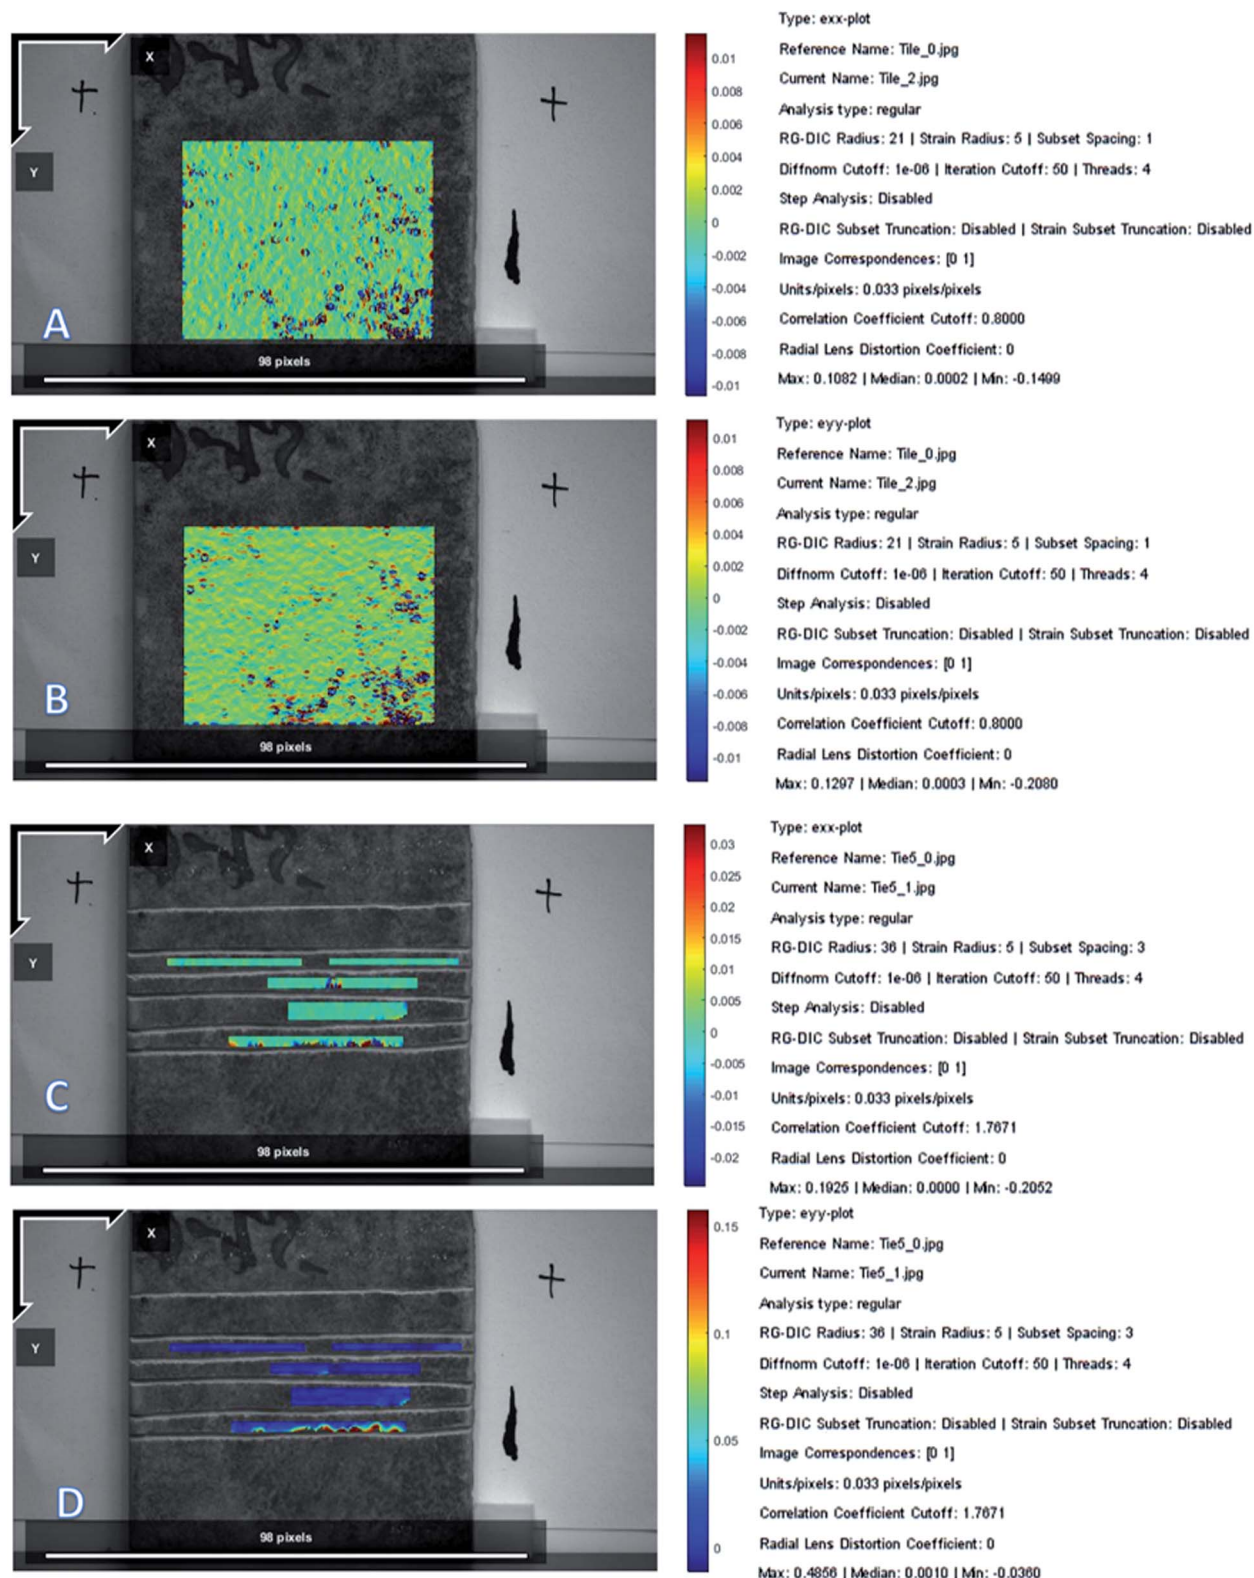 X
Y
A
98 pixels
0.01
0.008
0.006
0.004
0.002
0
-0.002
-0.004
-0.006
-0.008
-0.01
Type: exx-plot
Reference Name: Tile_0.jpg
Current Name: Tile_2.jpg
Analysis type: regular
RG-DIC Radius: 21 | Strain Radius: 5 | Subset Spacing: 1
Diffnorm Cutoff: 1e-06 | Iteration Cutoff: 50 | Threads: 4
Step Analysis: Disabled
RG-DIC Subset Truncation: Disabled | Strain Subset Truncation: Disabled
Image Correspondences: [0 1]
Units/pixels: 0.033 pixels/pixels
Correlation Coefficient Cutoff: 0.8000
Radial Lens Distortion Coefficient: 0
Max: 0.1082 | Median: 0.0002 | Min: -0.1499
X
Y
B
98 pixels
0.01
0.008
0.006
0.004
0.002
0
-0.002
-0.004
-0.006
-0.008
-0.01
Type: eyy-plot
Reference Name: Tile_0.jpg
Current Name: Tile_2.jpg
Analysis type: regular
RG-DIC Radius: 21 | Strain Radius: 5 | Subset Spacing: 1
Diffnorm Cutoff: 1e-06 | Iteration Cutoff: 50 | Threads: 4
Step Analysis: Disabled
RG-DIC Subset Truncation: Disabled | Strain Subset Truncation: Disabled
Image Correspondences: [0 1]
Units/pixels: 0.033 pixels/pixels
Correlation Coefficient Cutoff: 0.8000
Radial Lens Distortion Coefficient: 0
Max: 0.1297 | Median: 0.0003 | Min: -0.2080
X
Y
C
98 pixels
0.03
0.025
0.02
0.015
0.01
0.005
0
-0.005
-0.01
-0.015
-0.02
Type: exx-plot
Reference Name: Tie5_0.jpg
Current Name: Tie5_1.jpg
Analysis type: regular
RG-DIC Radius: 36 | Strain Radius: 5 | Subset Spacing: 3
Diffnorm Cutoff: 1e-06 | Iteration Cutoff: 50 | Threads: 4
Step Analysis: Disabled
RG-DIC Subset Truncation: Disabled | Strain Subset Truncation: Disabled
Image Correspondences: [0 1]
Units/pixels: 0.033 pixels/pixels
Correlation Coefficient Cutoff: 1.7671
Radial Lens Distortion Coefficient: 0
Max: 0.1925 | Median: 0.0000 | Min: -0.2052
X
Y
D
98 pixels
0.15
0.1
0.05
0
Type: eyy-plot
Reference Name: Tie5_0.jpg
Current Name: Tie5_1.jpg
Analysis type: regular
RG-DIC Radius: 36 | Strain Radius: 5 | Subset Spacing: 3
Diffnorm Cutoff: 1e-06 | Iteration Cutoff: 50 | Threads: 4
Step Analysis: Disabled
RG-DIC Subset Truncation: Disabled | Strain Subset Truncation: Disabled
Image Correspondences: [0 1]
Units/pixels: 0.033 pixels/pixels
Correlation Coefficient Cutoff: 1.7671
Radial Lens Distortion Coefficient: 0
Max: 0.4856 | Median: 0.0010 | Min: -0.0360